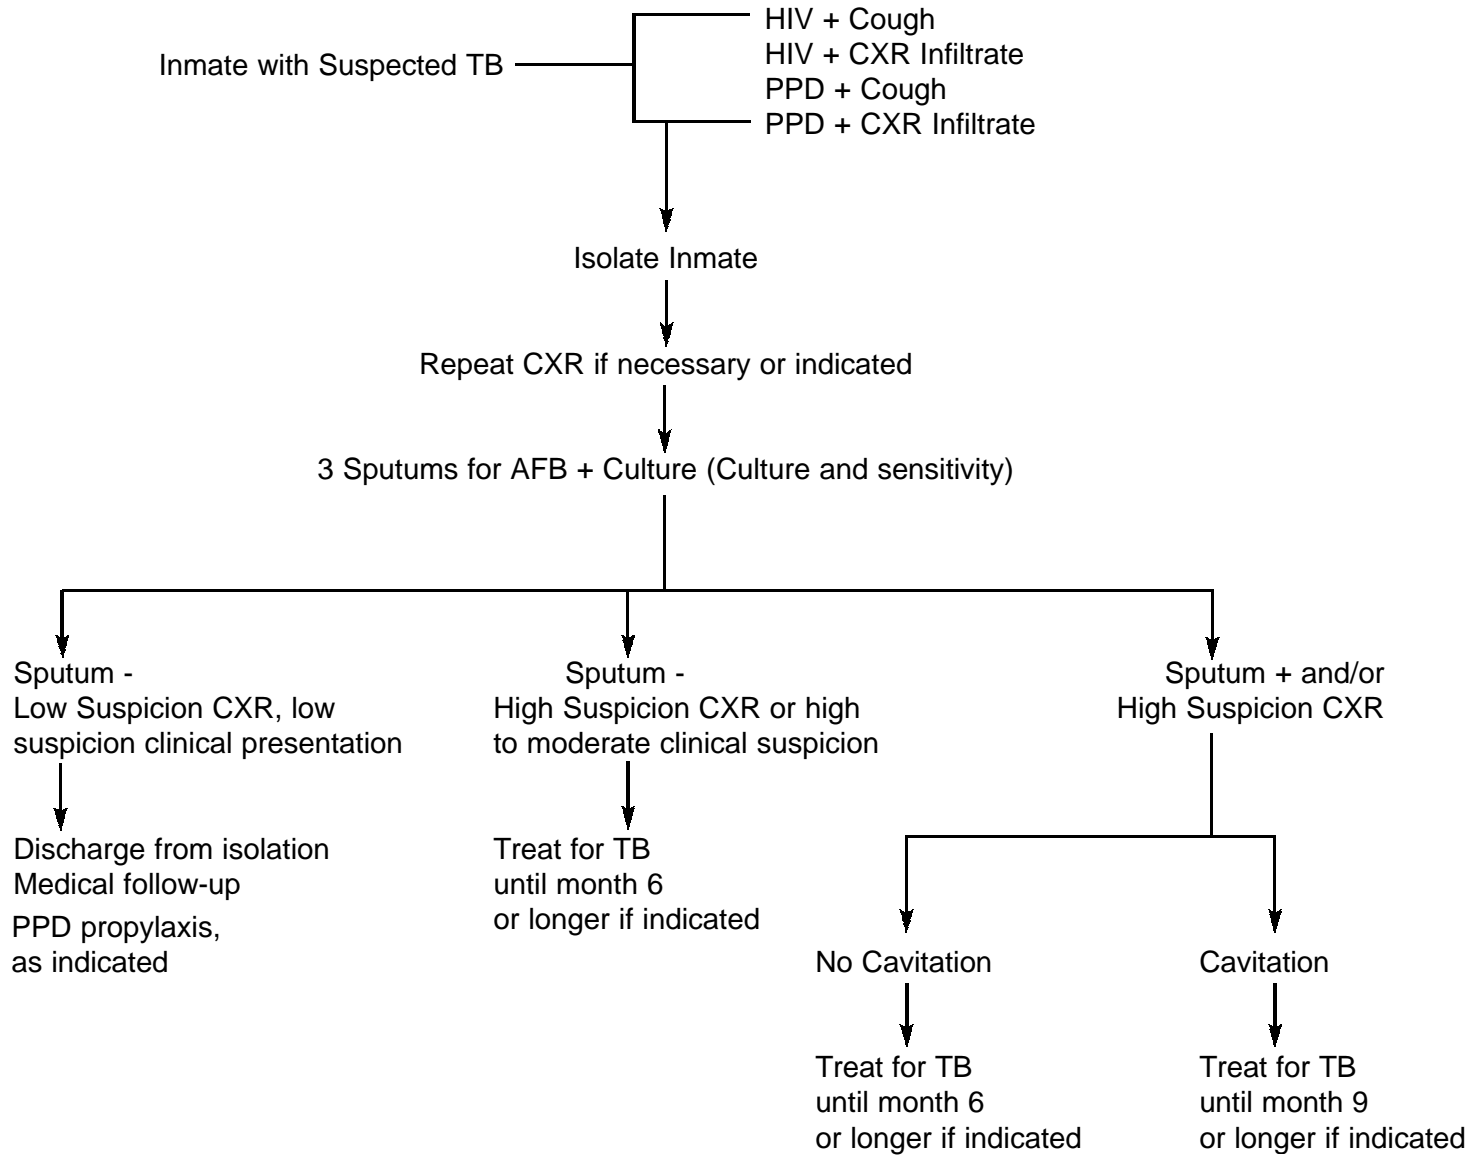 Inmate with Suspected TB
HIV + Cough
HIV + CXR Infiltrate
PPD + Cough
PPD + CXR Infiltrate
Isolate Inmate
Repeat CXR if necessary or indicated
3 Sputums for AFB + Culture (Culture and sensitivity)
Sputum -
Low Suspicion CXR, low
suspicion clinical presentation
Discharge from isolation
Medical follow-up
PPD propylaxis,
as indicated
Sputum -
High Suspicion CXR or high
to moderate clinical suspicion
Treat for TB
until month 6
or longer if indicated
Sputum + and/or
High Suspicion CXR
No Cavitation
Treat for TB
until month 6
or longer if indicated
Cavitation
Treat for TB
until month 9
or longer if indicated